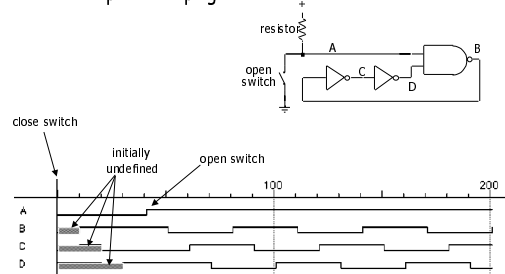 +
resistor
A
B
open
switch
C
D
close switch
initially
undefined
open switch
100
200
A
B
C
D